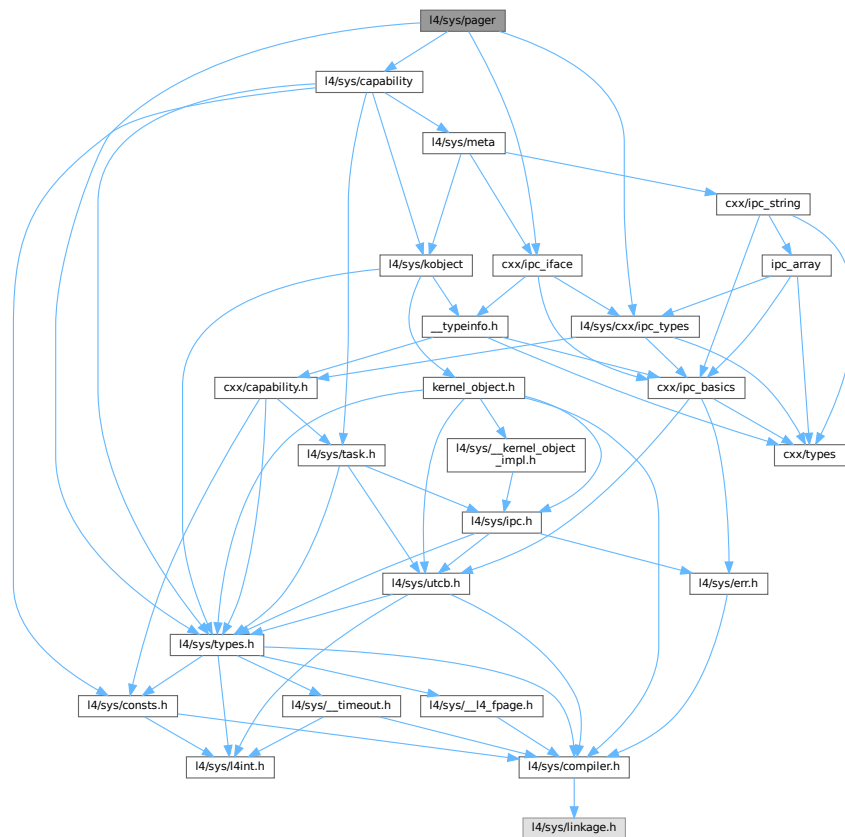 l4/sys/pager
l4/sys/capability
l4/sys/meta
cxx/ipc_string
l4/sys/kobject
cxx/ipc_iface
ipc_array
__typeinfo.h
l4/sys/cxx/ipc_types
cxx/capability.h
kernel_object.h
cxx/ipc_basics
l4/sys/task.h
l4/sys/__kernel_object
_impl.h
cxx/types
l4/sys/ipc.h
l4/sys/utcb.h
l4/sys/err.h
l4/sys/types.h
l4/sys/consts.h
l4/sys/__timeout.h
l4/sys/__l4_fpage.h
l4/sys/l4int.h
l4/sys/compiler.h
l4/sys/linkage.h